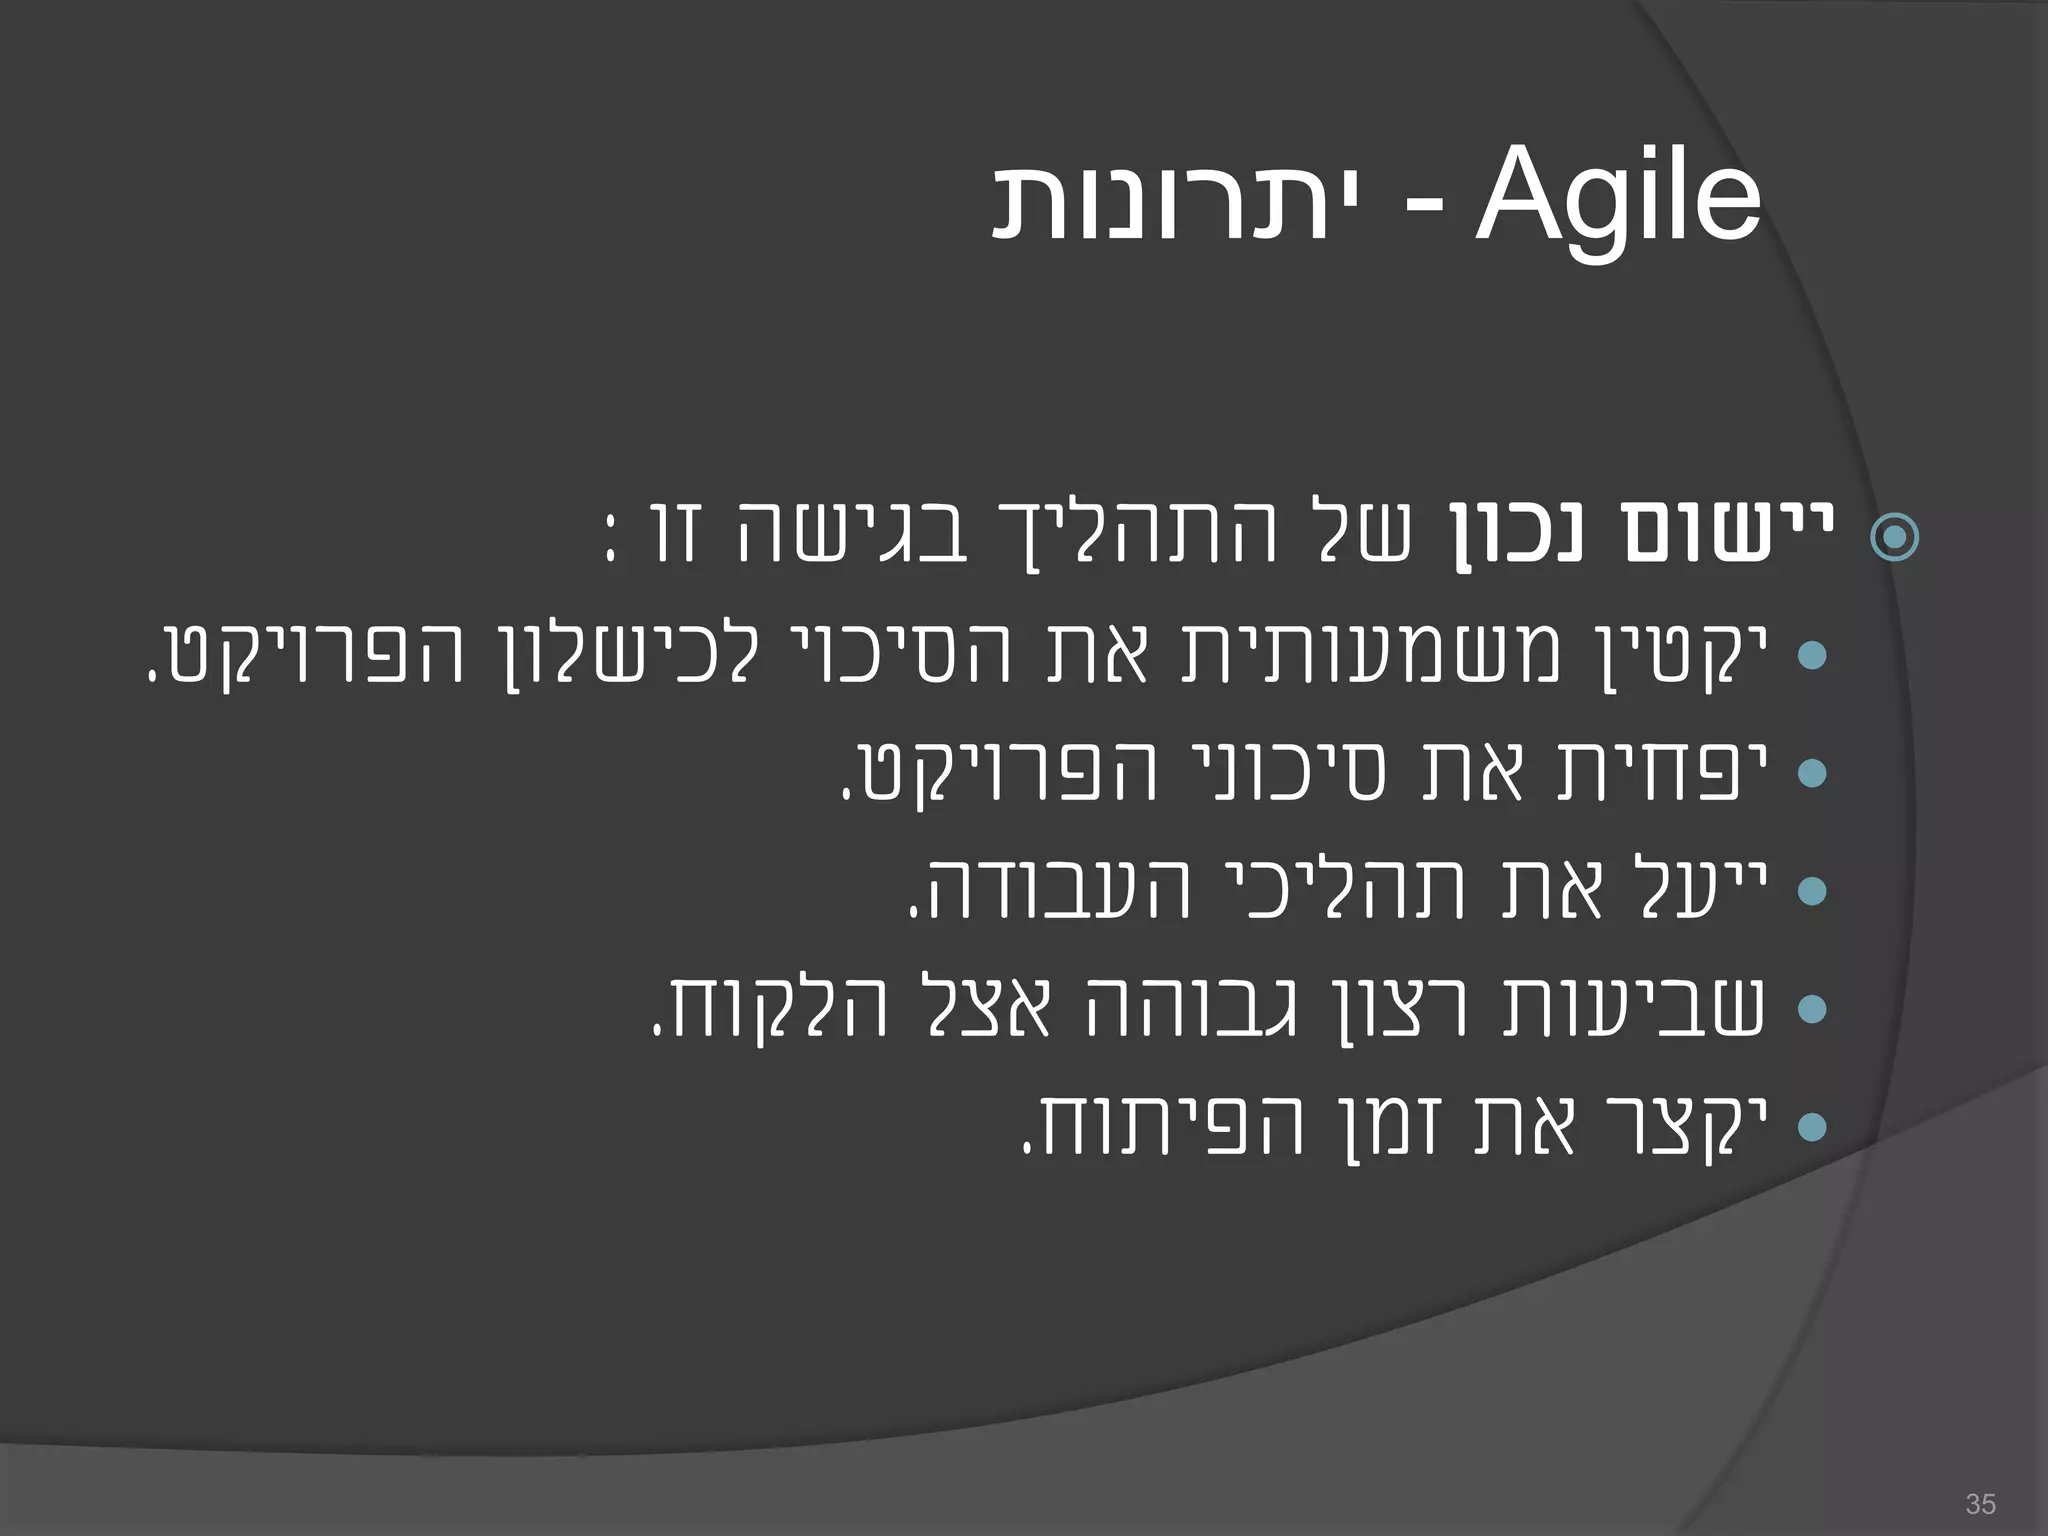 Agile - יתרונות
יישום נכון של התהליך בגישה זו :
יקטין משמעותית את הסיכוי לכישלון הפרויקט.
יפחית את סיכוני הפרויקט.
ייעל את תהליכי העבודה.
שביעות רצון גבוהה אצל הלקוח.
יקצר את זמן הפיתוח.
35